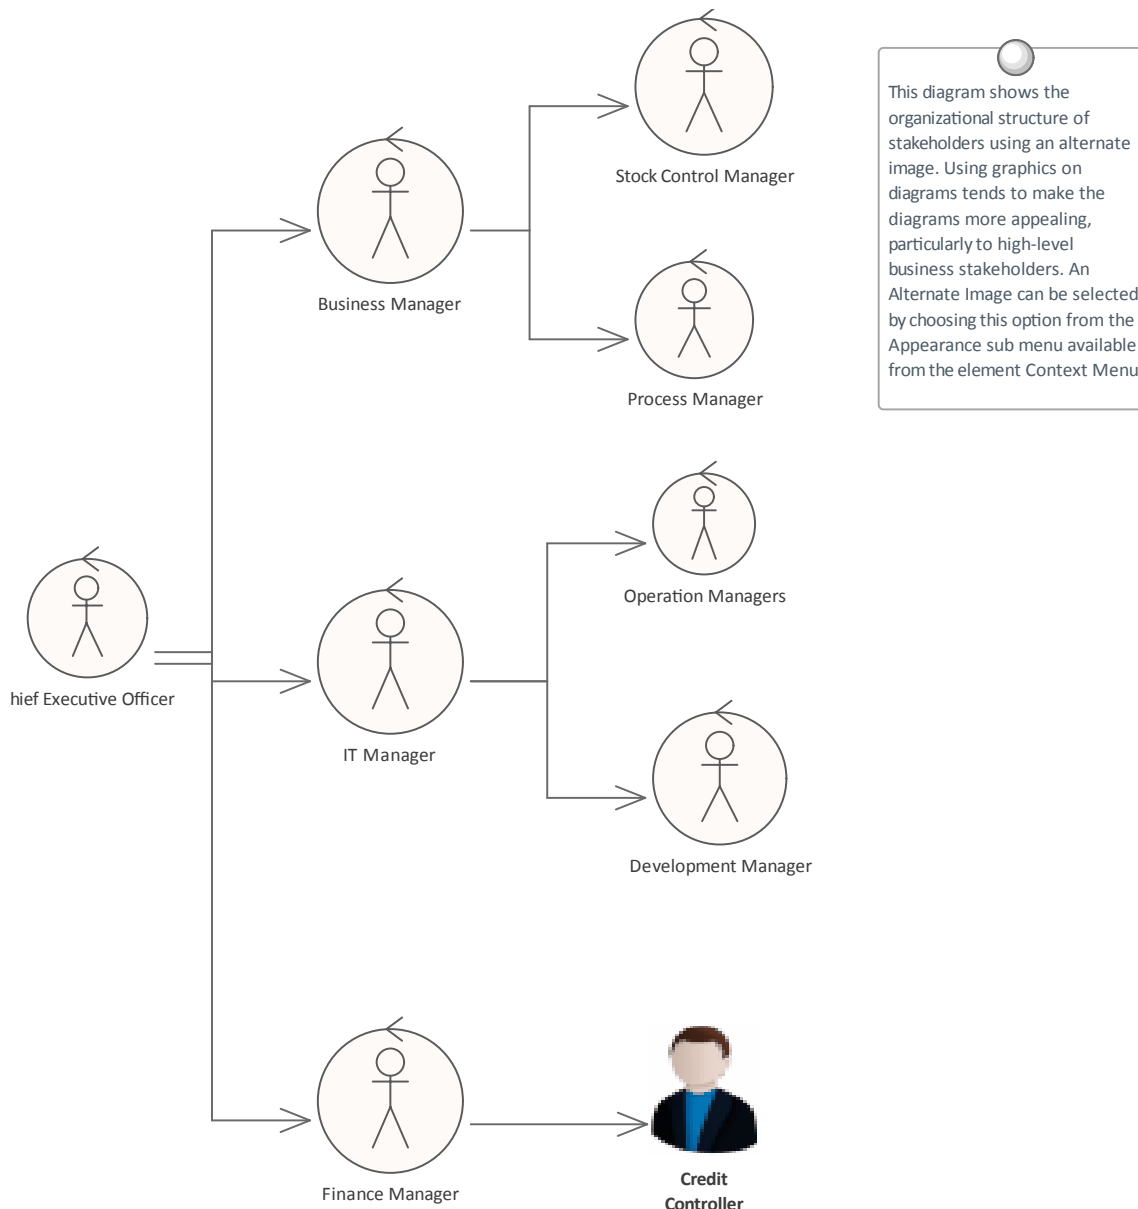 Stock Control Manager
Business Manager
Process Manager
Operation Managers
hief Executive Officer
IT Manager
Development Manager
Finance Manager
Credit
Controller
This diagram shows the
organizational structure of
stakeholders using an alternate
image. Using graphics on
diagrams tends to make the
diagrams more appealing,
particularly to high-level
business stakeholders. An
Alternate Image can be selected
by choosing this option from the
Appearance sub menu available
from the element Context Menu